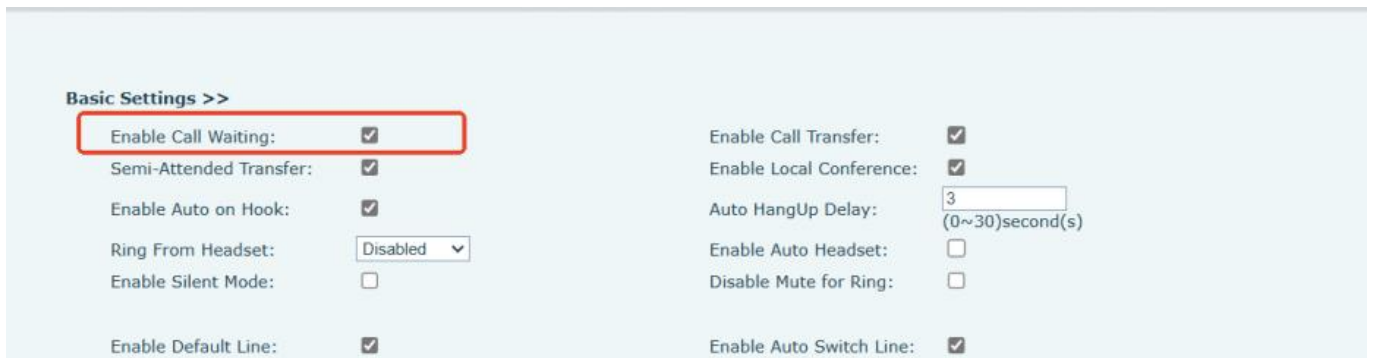 Basic Settings >>
Enable Call Waiting: Enable Call Transfer:
Semi-Attended Transfer: Enable Local Conference:
Enable Auto on Hook: Auto HangUp Delay: 3
(0~30)second(s)
Ring From Headset: Disabled Enable Auto Headset:
Enable Silent Mode: Disable Mute for Ring:
Enable Default Line: Enable Auto Switch Line: